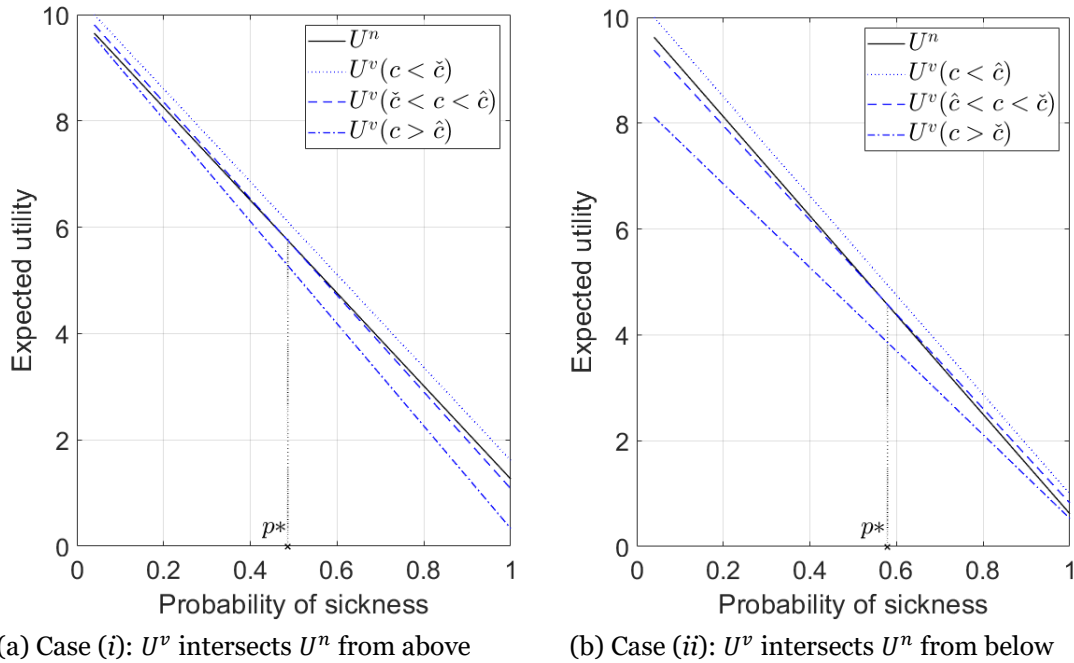 10
8
6
4
2
0
Expected utility
U^n
U^v(c < č)
U^v(č < c < ĉ)
U^v(c > ĉ)
p*
0 0.2 0.4 0.6 0.8 1
Probability of sickness
(a) Case (i): U^v intersects U^n from above
10
8
6
4
2
0
Expected utility
U^n
U^v(c < ĉ)
U^v(ĉ < c < č)
U^v(c > č)
p*
0 0.2 0.4 0.6 0.8 1
Probability of sickness
(b) Case (ii): U^v intersects U^n from below